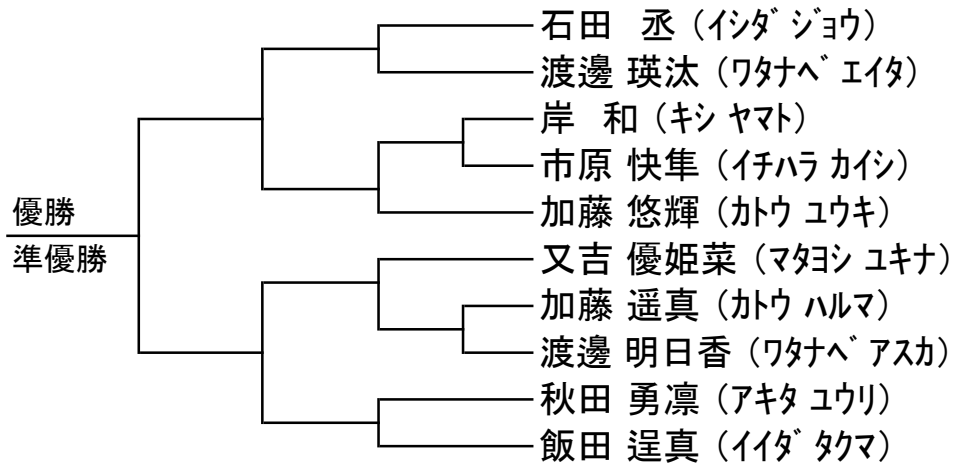 石田　丞（イシダ ジョウ）
渡邊 瑛汰（ワタナベ エイタ）
岸　和（キシ ヤマト）
市原 快隼（イチハラ カイシ）
優勝
加藤 悠輝（カトウ ユウキ）
準優勝
又吉 優姫菜（マタヨシ ユキナ）
加藤 遥真（カトウ ハルマ）
渡邊 明日香（ワタナベ アスカ）
秋田 勇凛（アキタ ユウリ）
飯田 逞真（イイダ タクマ）